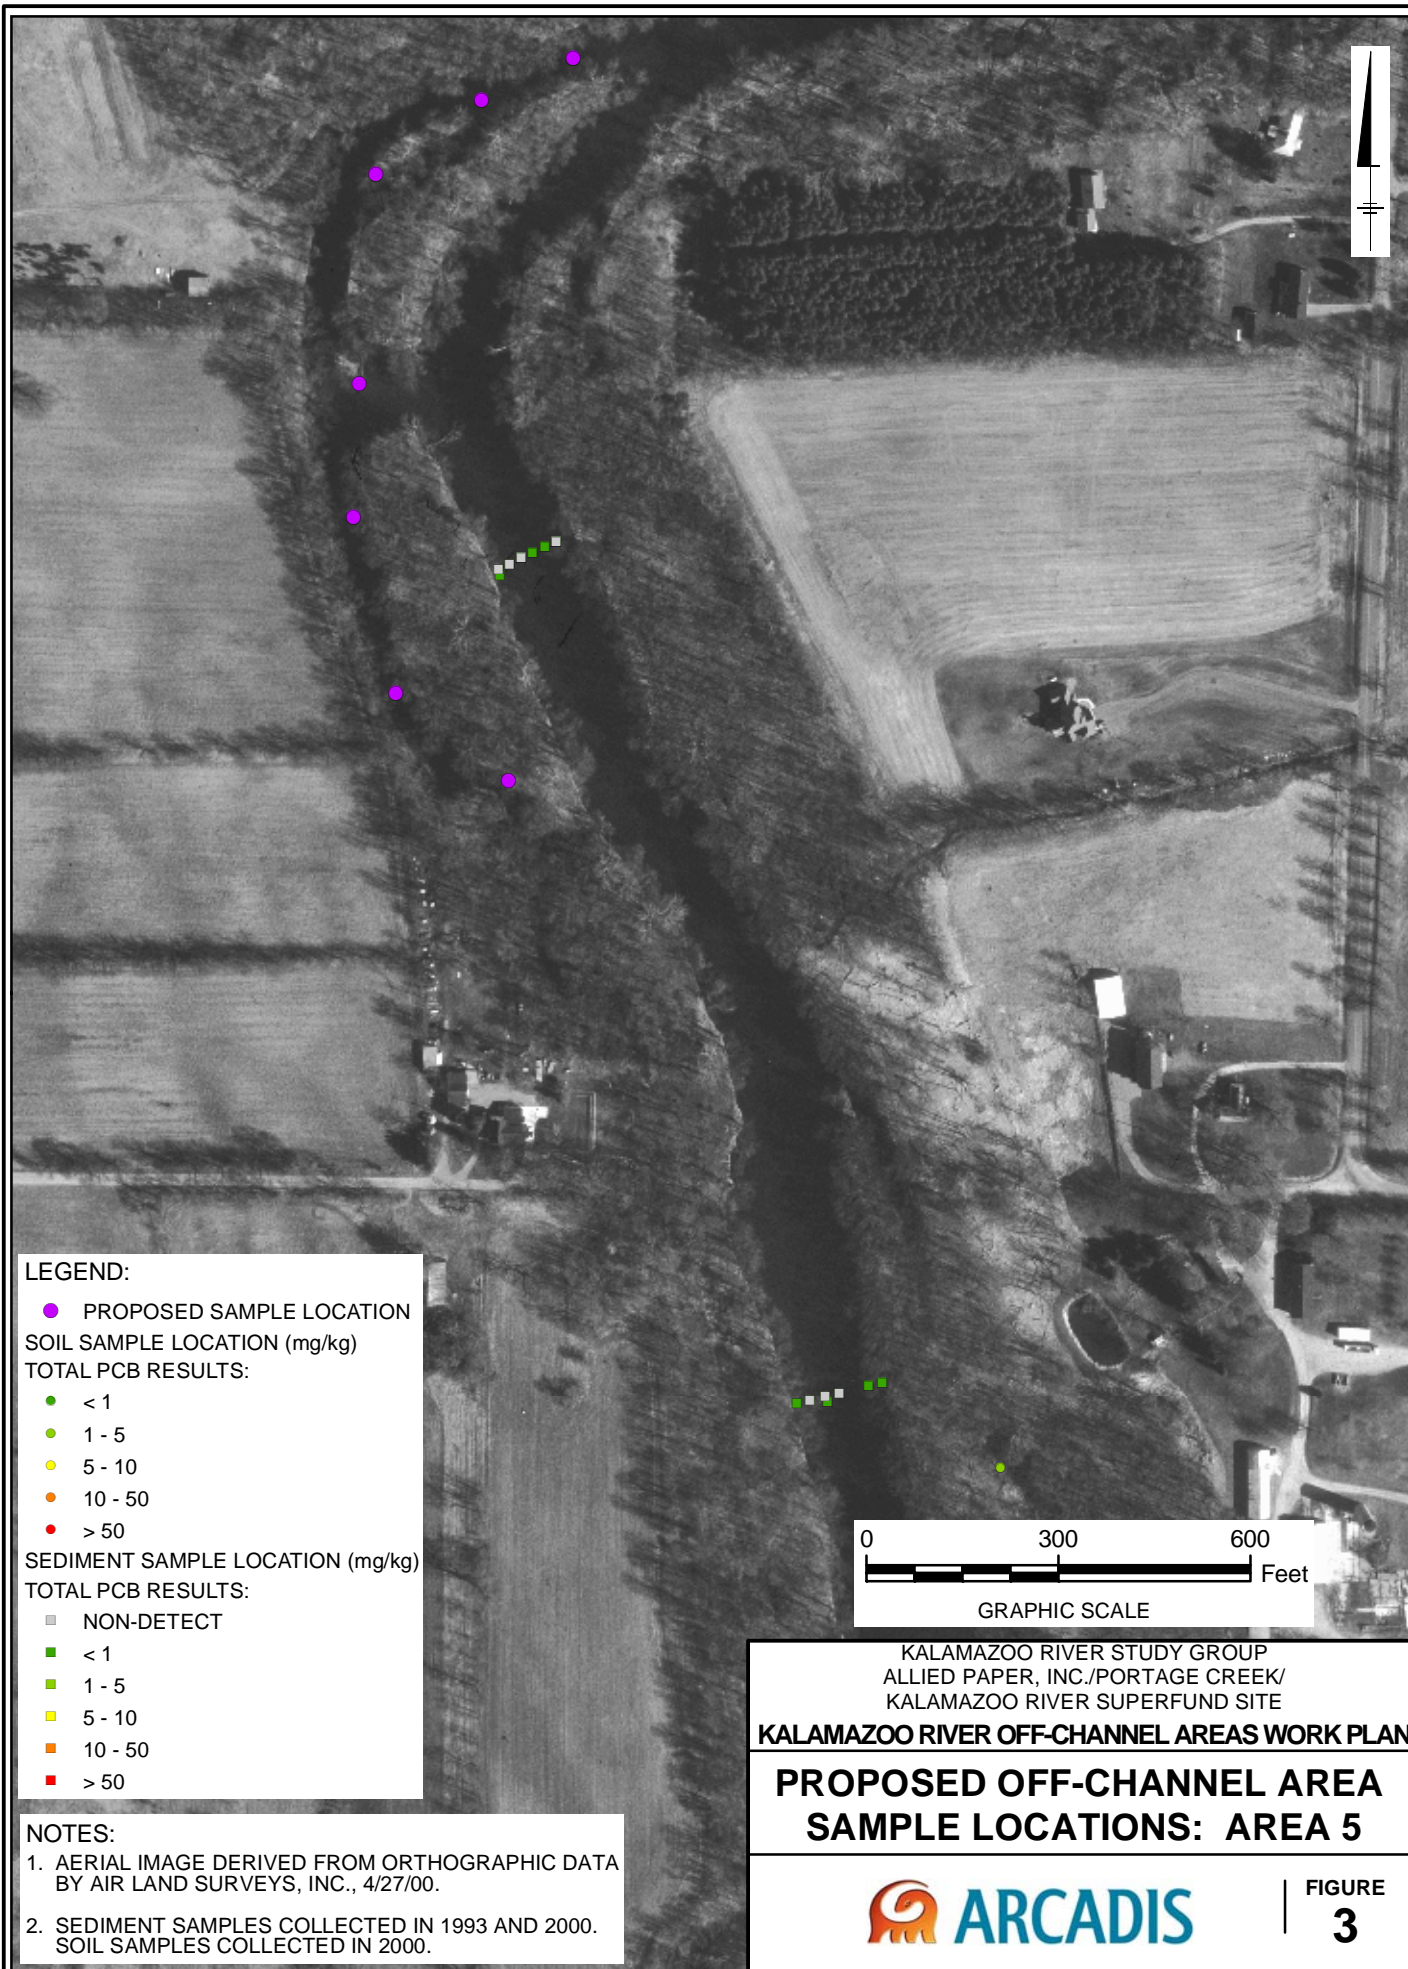 LEGEND:
PROPOSED SAMPLE LOCATION
SOIL SAMPLE LOCATION (mg/kg)
TOTAL PCB RESULTS:
< 1
1 - 5
5 - 10
10 - 50
> 50
SEDIMENT SAMPLE LOCATION (mg/kg)
TOTAL PCB RESULTS:
NON-DETECT
< 1
1 - 5
5 - 10
10 - 50
> 50
NOTES:
1. AERIAL IMAGE DERIVED FROM ORTHOGRAPHIC DATA
BY AIR LAND SURVEYS, INC., 4/27/00.
2. SEDIMENT SAMPLES COLLECTED IN 1993 AND 2000.
SOIL SAMPLES COLLECTED IN 2000.
0 300 600
Feet
GRAPHIC SCALE
KALAMAZOO RIVER STUDY GROUP
ALLIED PAPER, INC./PORTAGE CREEK/
KALAMAZOO RIVER SUPERFUND SITE
KALAMAZOO RIVER OFF-CHANNEL AREAS WORK PLAN
PROPOSED OFF-CHANNEL AREA
SAMPLE LOCATIONS: AREA 5
ARCADIS
FIGURE
3